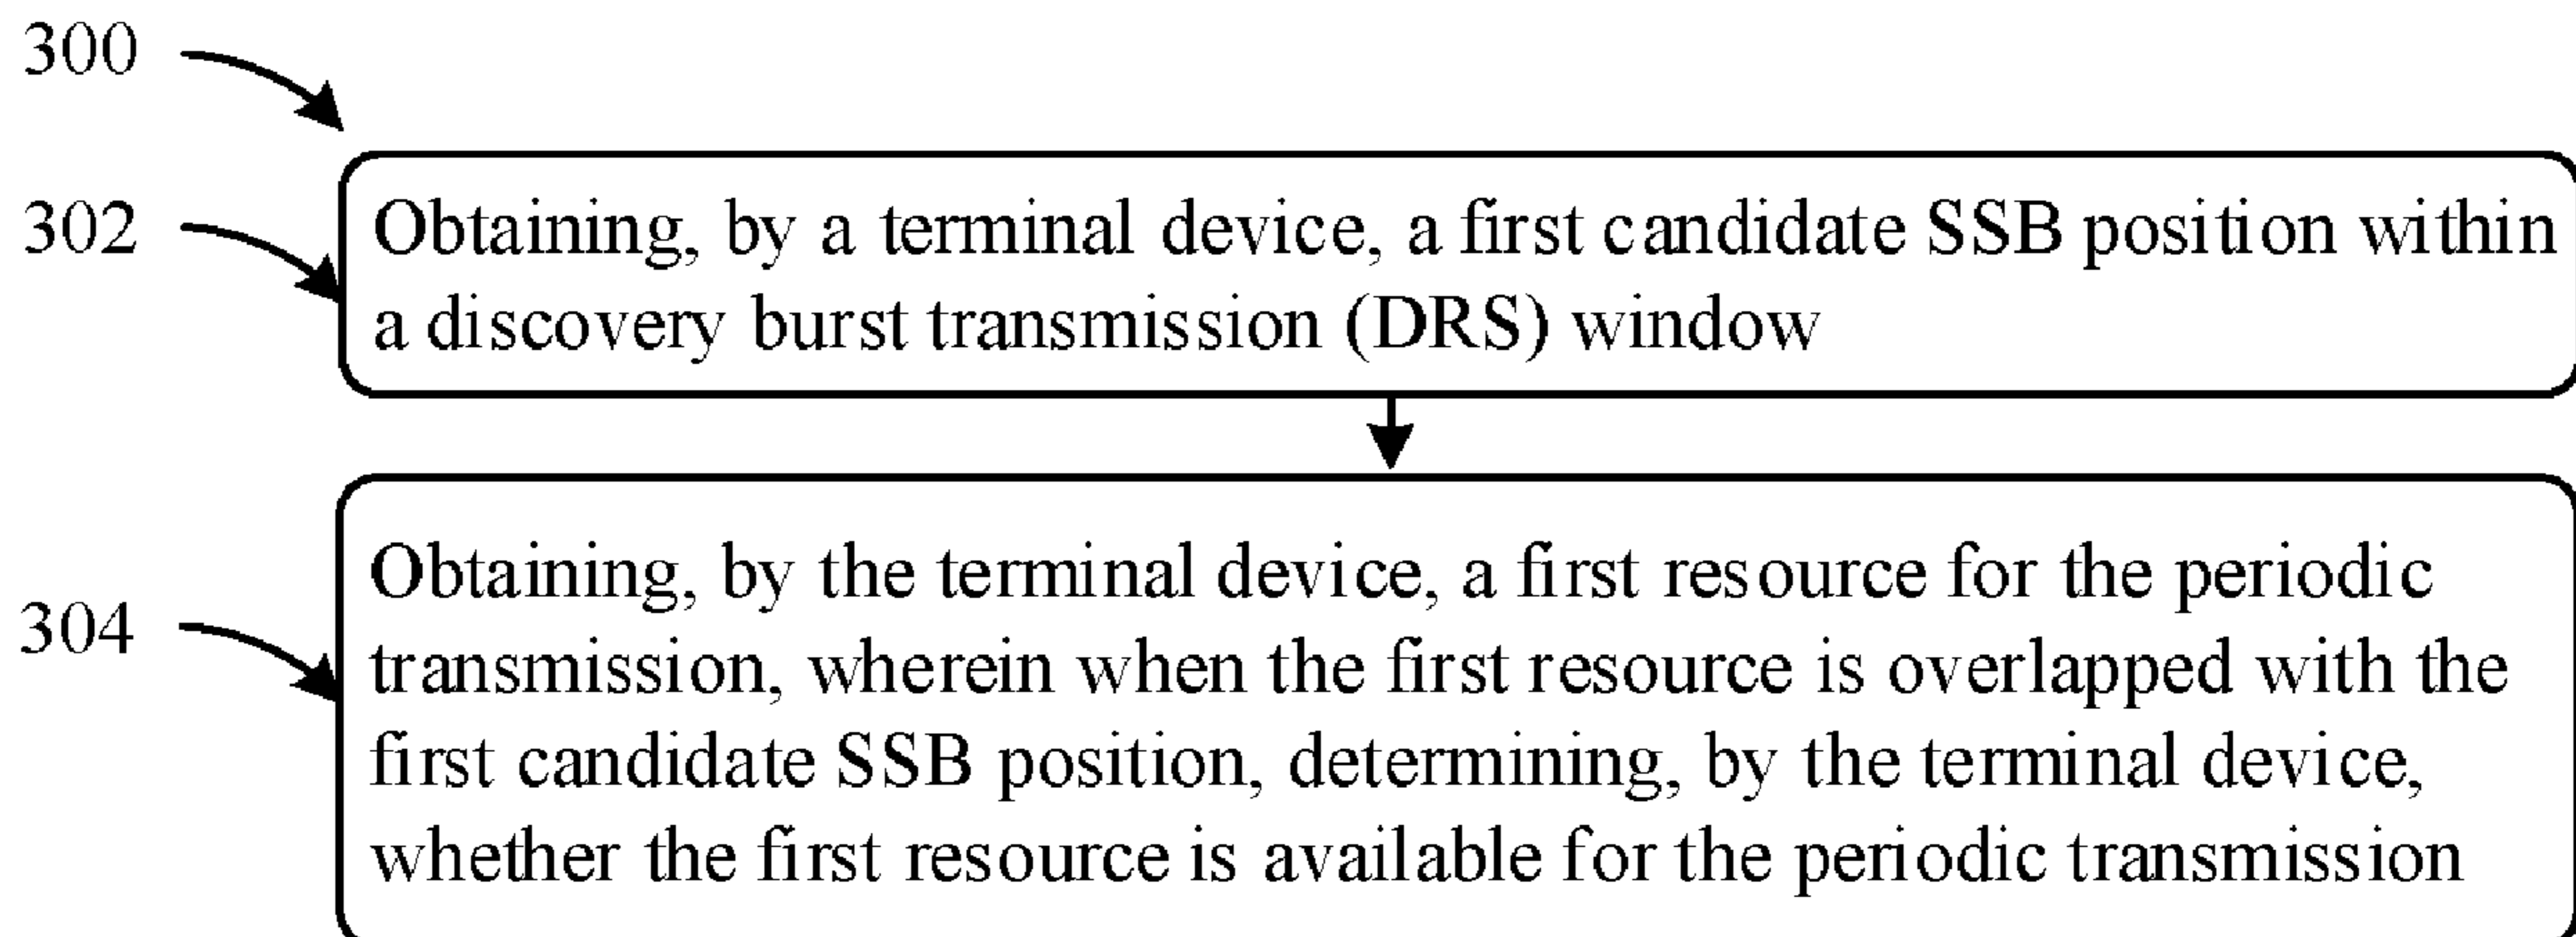 300
302
Obtaining, by a terminal device, a first candidate SSB position within
a discovery burst transmission (DRS) window
304
Obtaining, by the terminal device, a first resource for the periodic
transmission, wherein when the first resource is overlapped with the
first candidate SSB position, determining, by the terminal device,
whether the first resource is available for the periodic transmission